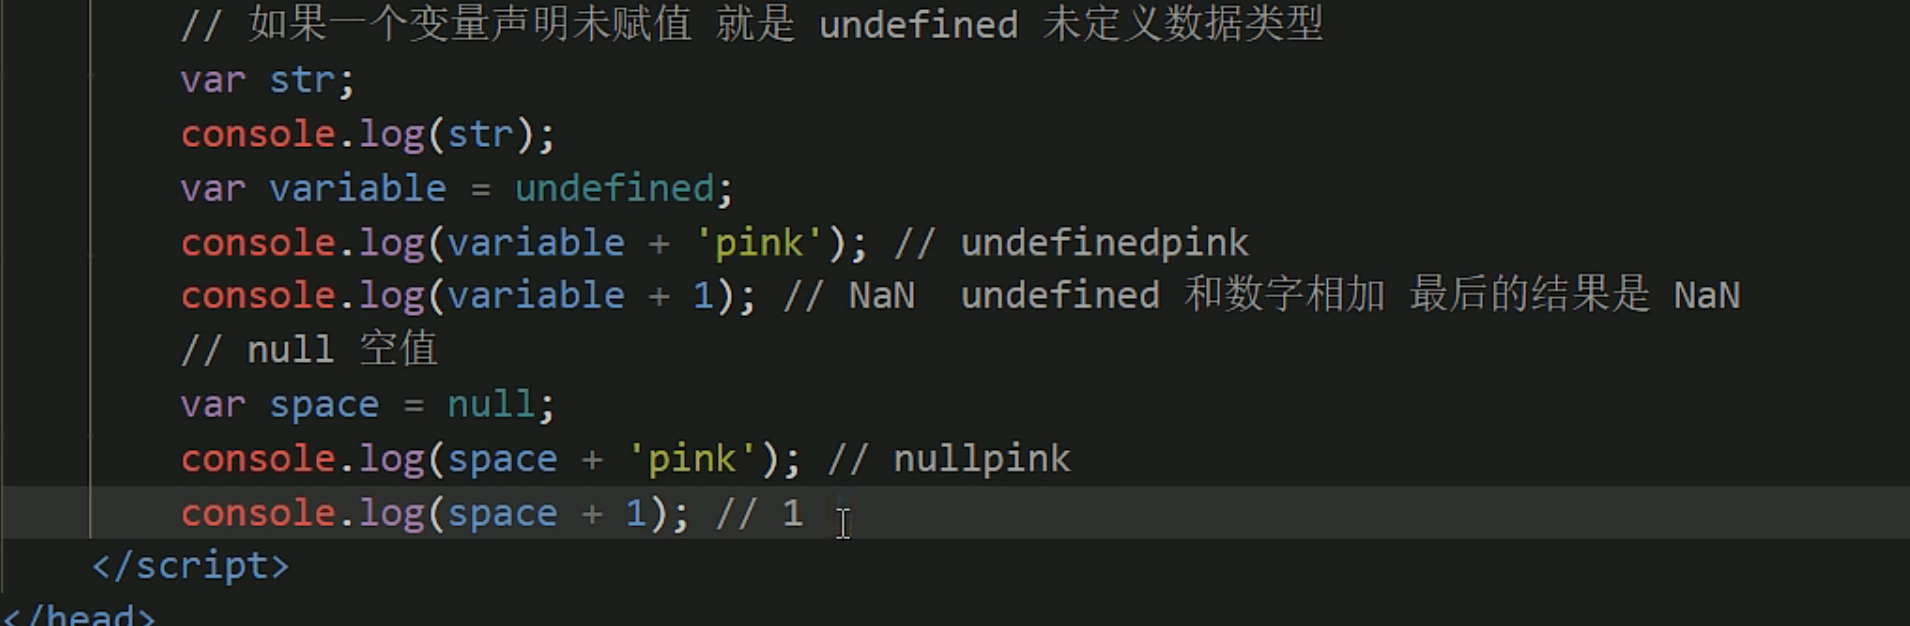 // 如果一个变量声明未赋值 就是 undefined 未定义数据类型
var str;
console.log(str);
var variable = undefined;
console.log(variable + 'pink'); // undefinedpink
console.log(variable + 1); // NaN  undefined 和数字相加 最后的结果是 NaN
// null 空值
var space = null;
console.log(space + 'pink'); // nullpink
console.log(space + 1); // 1
</script>
</head>